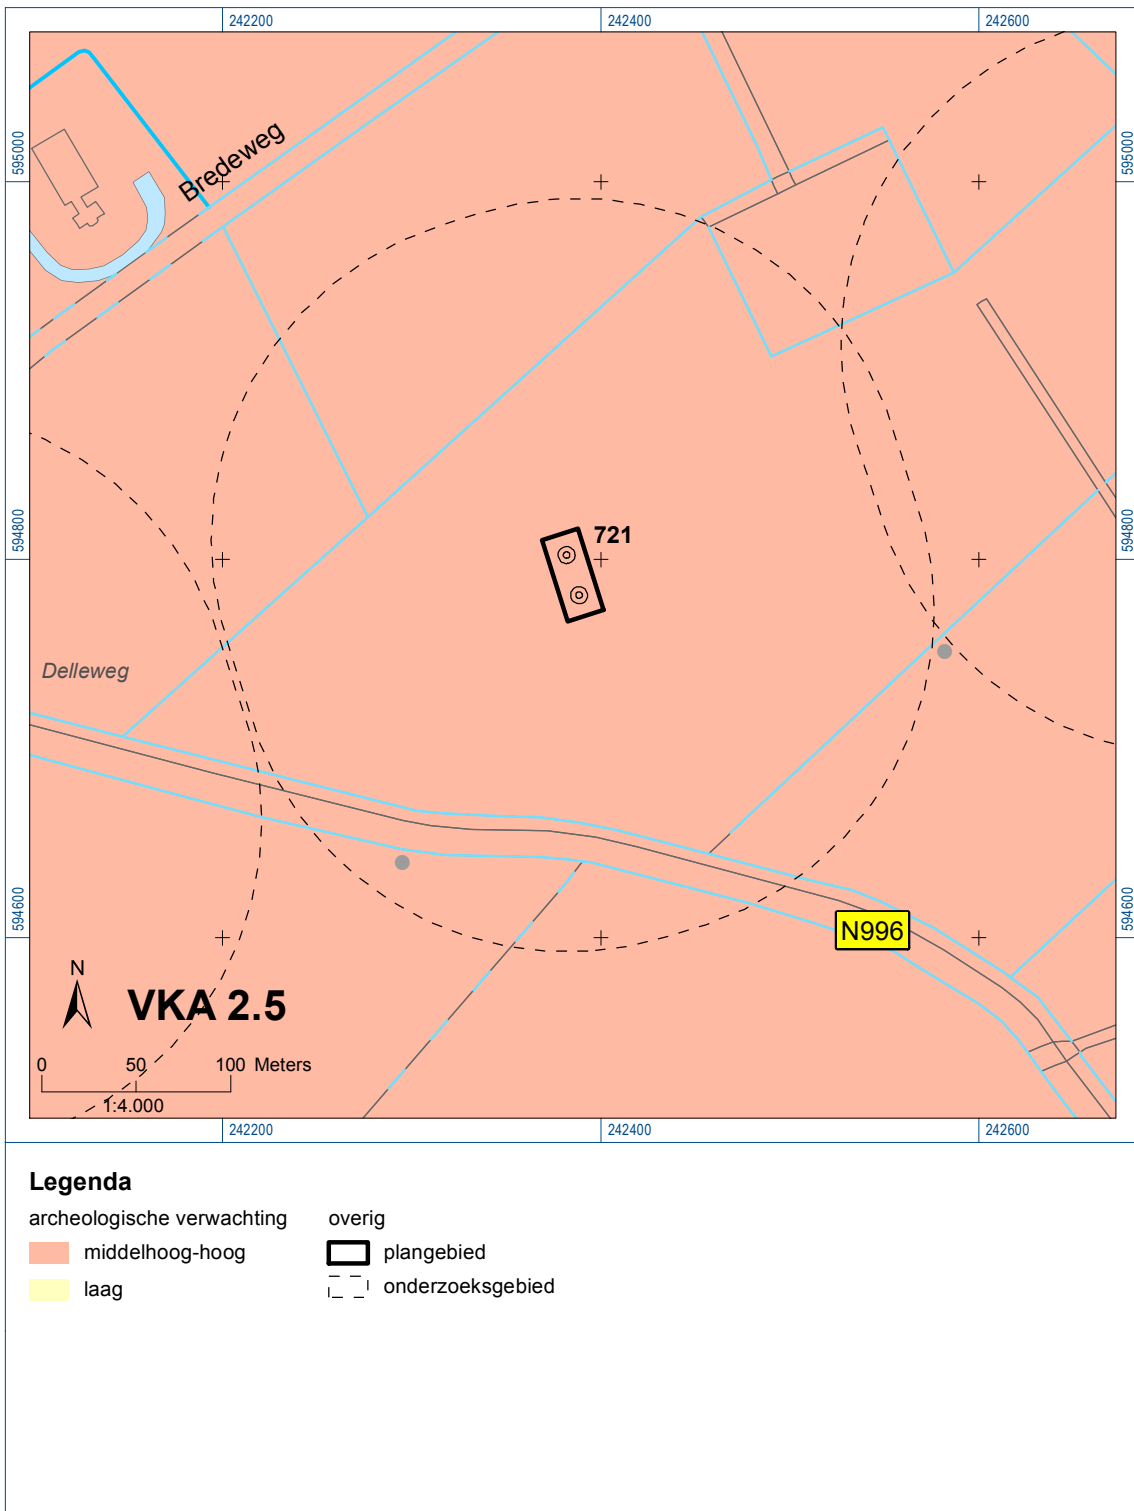 242200
242400
242600
595000
595000
Bredeweg
594800
721
594800
Delleweg
594600
N996
594600
N
VKA 2.5
0
50
100 Meters
1:4.000
242200
242400
242600
Legenda
archeologische verwachting
overig
middelhoog-hoog
plangebied
laag
onderzoeksgebied